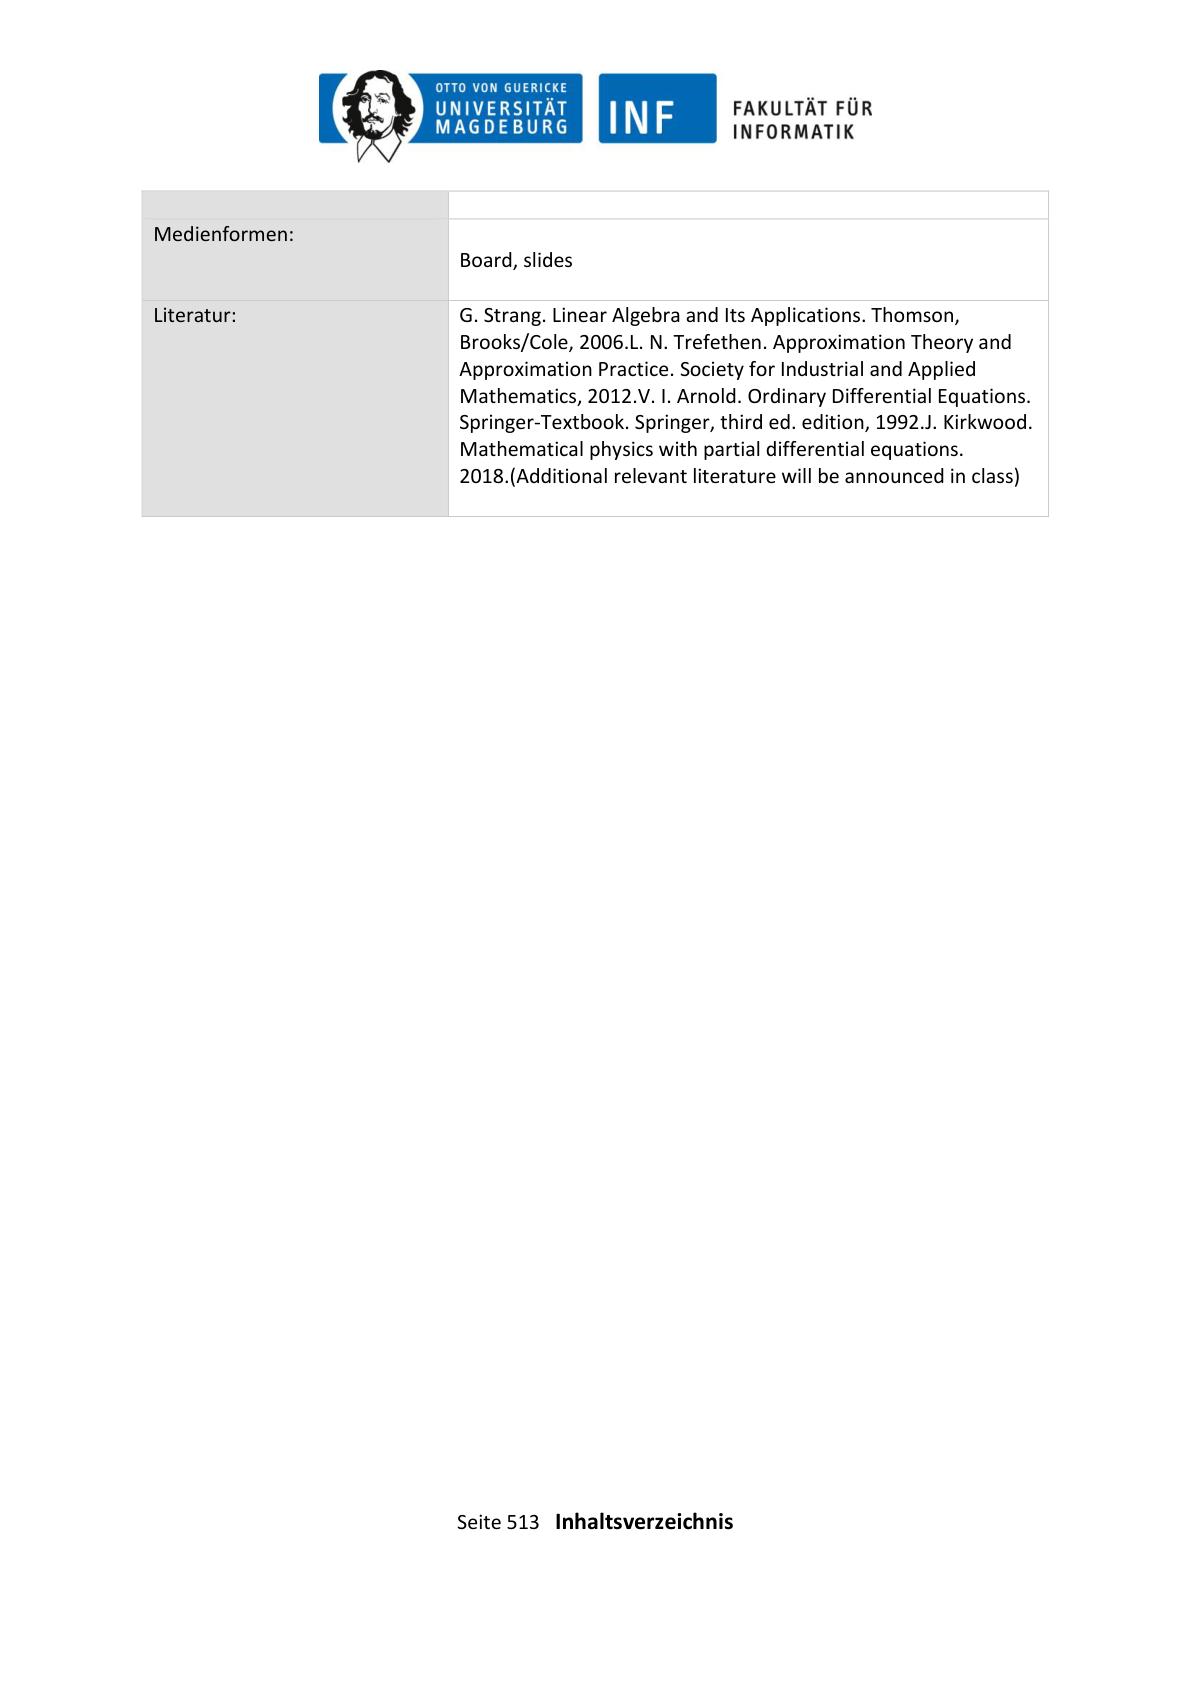 OTTO VON GUERICKE
UNIVERSITÄT
MAGDEBURG
INF
FAKULTÄT FÜR
INFORMATIK
Medienformen:
Board, slides
Literatur:
G. Strang. Linear Algebra and Its Applications. Thomson,
Brooks/Cole, 2006.L. N. Trefethen. Approximation Theory and
Approximation Practice. Society for Industrial and Applied
Mathematics, 2012.V. I. Arnold. Ordinary Differential Equations.
Springer-Textbook. Springer, third ed. edition, 1992.J. Kirkwood.
Mathematical physics with partial differential equations.
2018.(Additional relevant literature will be announced in class)
Seite 513 Inhaltsverzeichnis